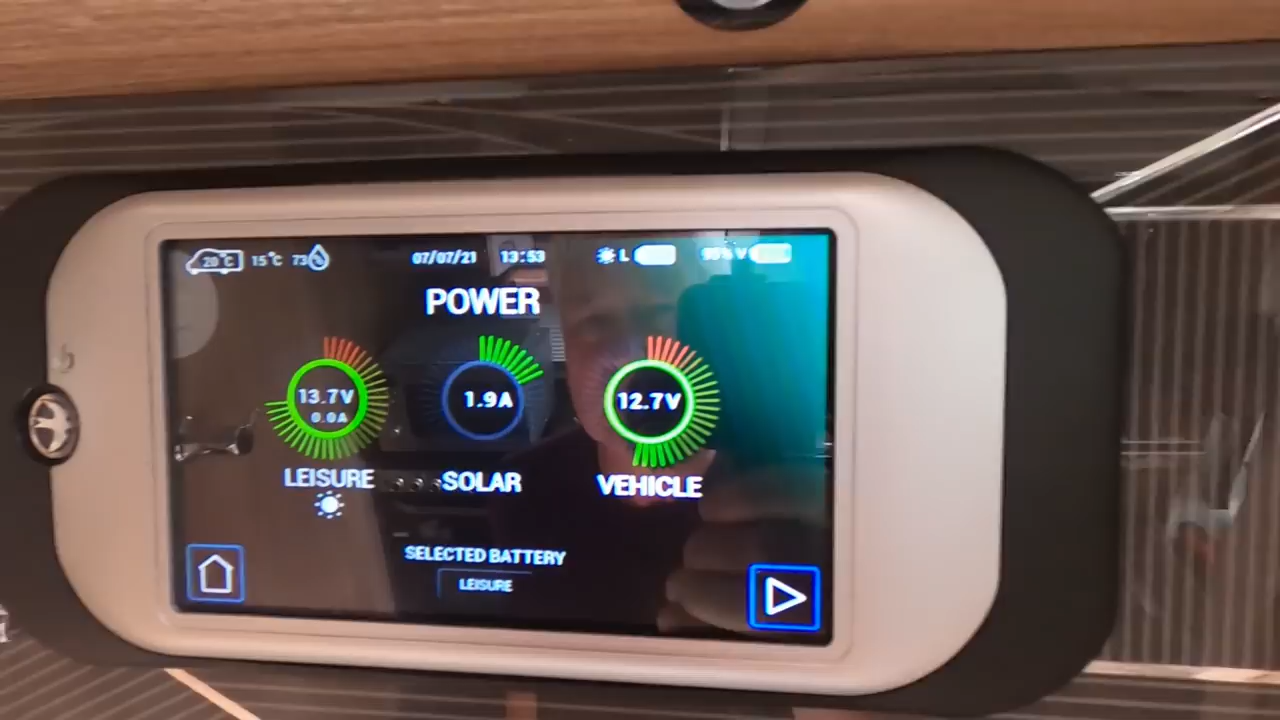 20°C 15°C 73 07/07/21 13:53 L 95% V
POWER
13.7V 1.9A 12.7V
0.0A
LEISURE SOLAR VEHICLE
SELECTED BATTERY
LEISURE